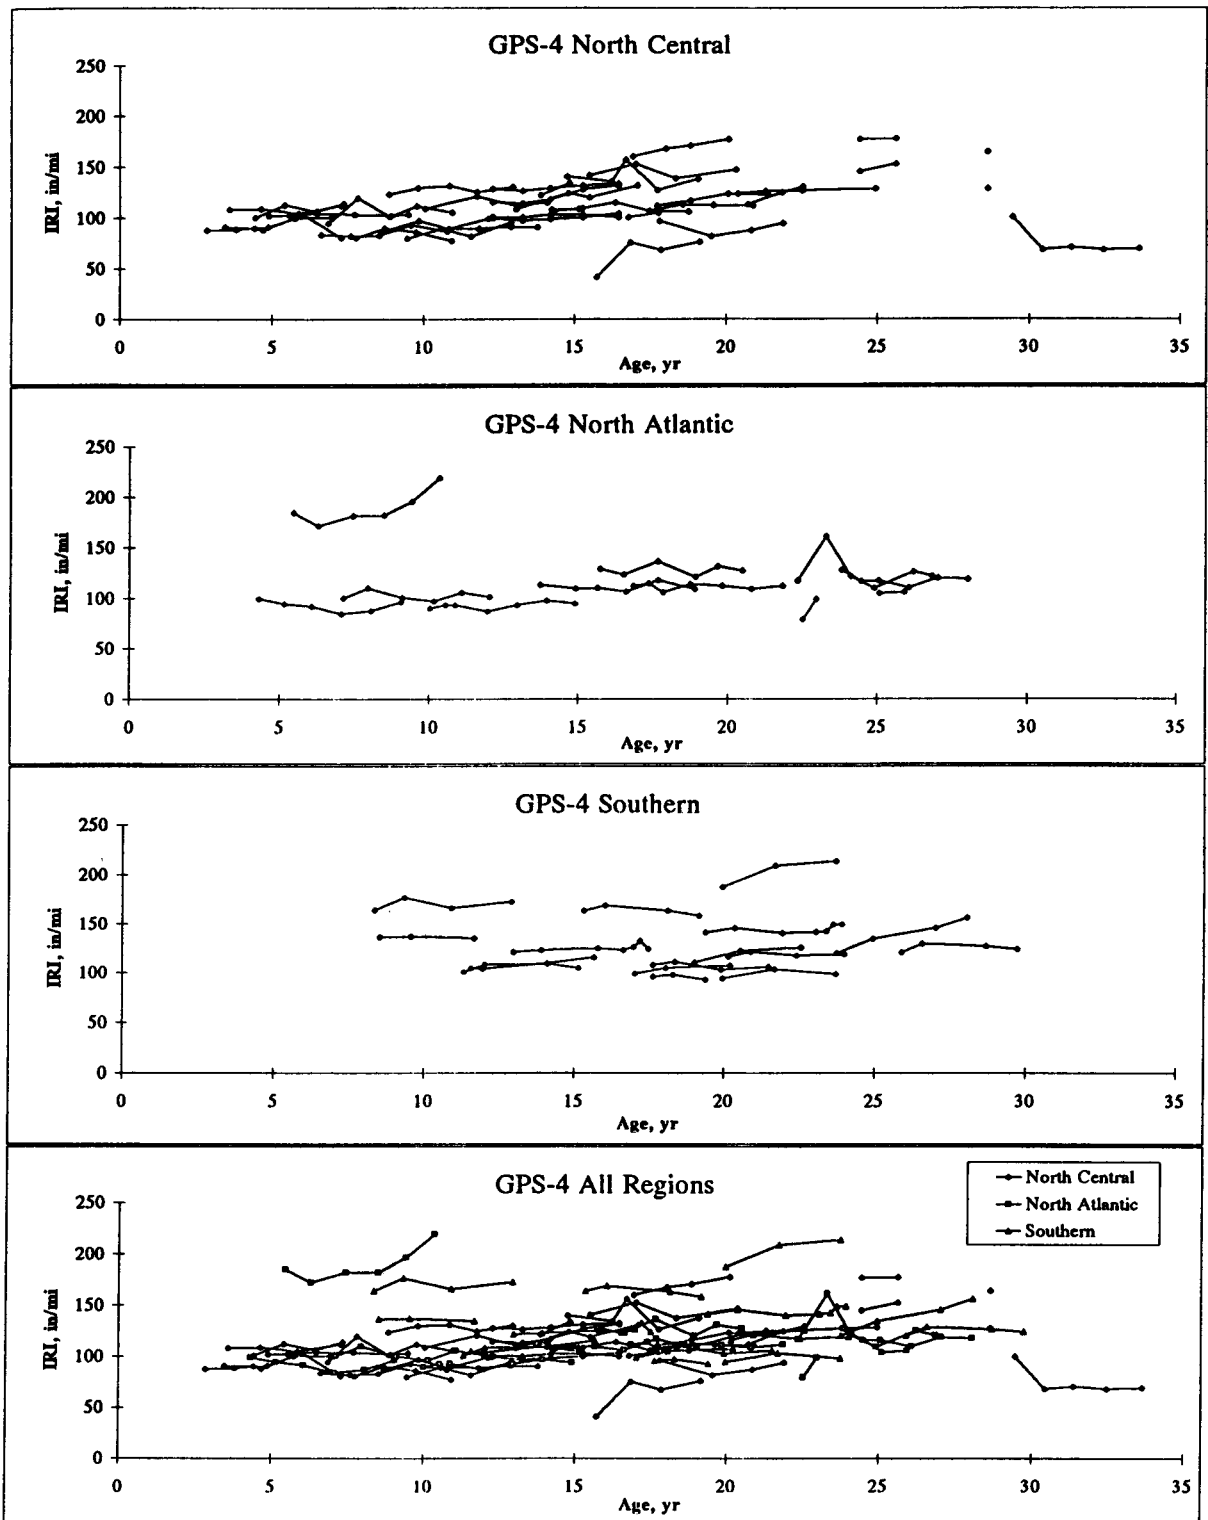 GPS-4 North Central
250
200
150
100
50
0
IRI, in/mi
0 5 10 15 20 25 30 35
Age, yr
GPS-4 North Atlantic
250
200
150
100
50
0
IRI, in/mi
0 5 10 15 20 25 30 35
Age, yr
GPS-4 Southern
250
200
150
100
50
0
IRI, in/mi
0 5 10 15 20 25 30 35
Age, yr
GPS-4 All Regions
North Central
North Atlantic
Southern
250
200
150
100
50
0
IRI, in/mi
0 5 10 15 20 25 30 35
Age, yr